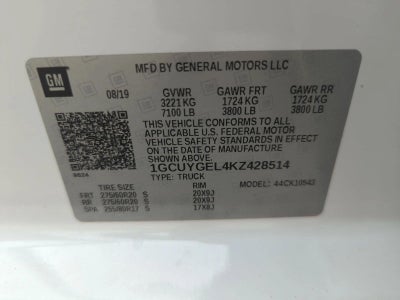 GM
MFD BY GENERAL MOTORS LLC
08/19 GVWR GAWR FRT GAWR RR
3221 KG 1724 KG 1724 KG
7100 LB 3800 LB 3800 LB
THIS VEHICLE CONFORMS TO ALL
APPLICABLE U.S. FEDERAL MOTOR
VEHICLE SAFETY STANDARDS IN EFFECT
ON THE DATE OF MANUFACTURE
SHOWN ABOVE.
1GCUYGEL4KZ428514
TYPE: TRUCK
TIRE SIZE RIM MODEL: 44CK10543
FRT 275/60R20 S 20X9J
RR 275/60R20 S 20X9J
SPA 255/80R17 S 17X8J